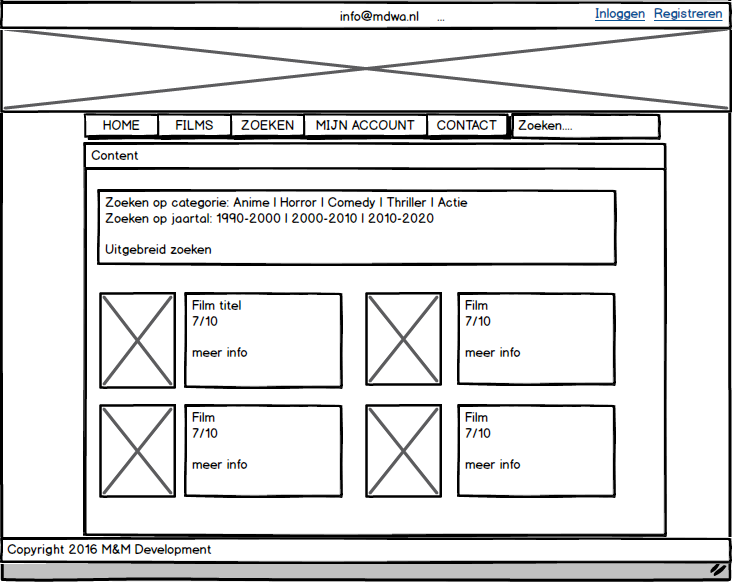 info@mdwa.nl ... Inloggen Registreren
HOME FILMS ZOEKEN MIJN ACCOUNT CONTACT Zoeken....
Content
Zoeken op categorie: Anime | Horror | Comedy | Thriller | Actie
Zoeken op jaartal: 1990-2000 | 2000-2010 | 2010-2020
Uitgebreid zoeken
Film titel
7/10
meer info
Film
7/10
meer info
Film
7/10
meer info
Film
7/10
meer info
Copyright 2016 M&M Development